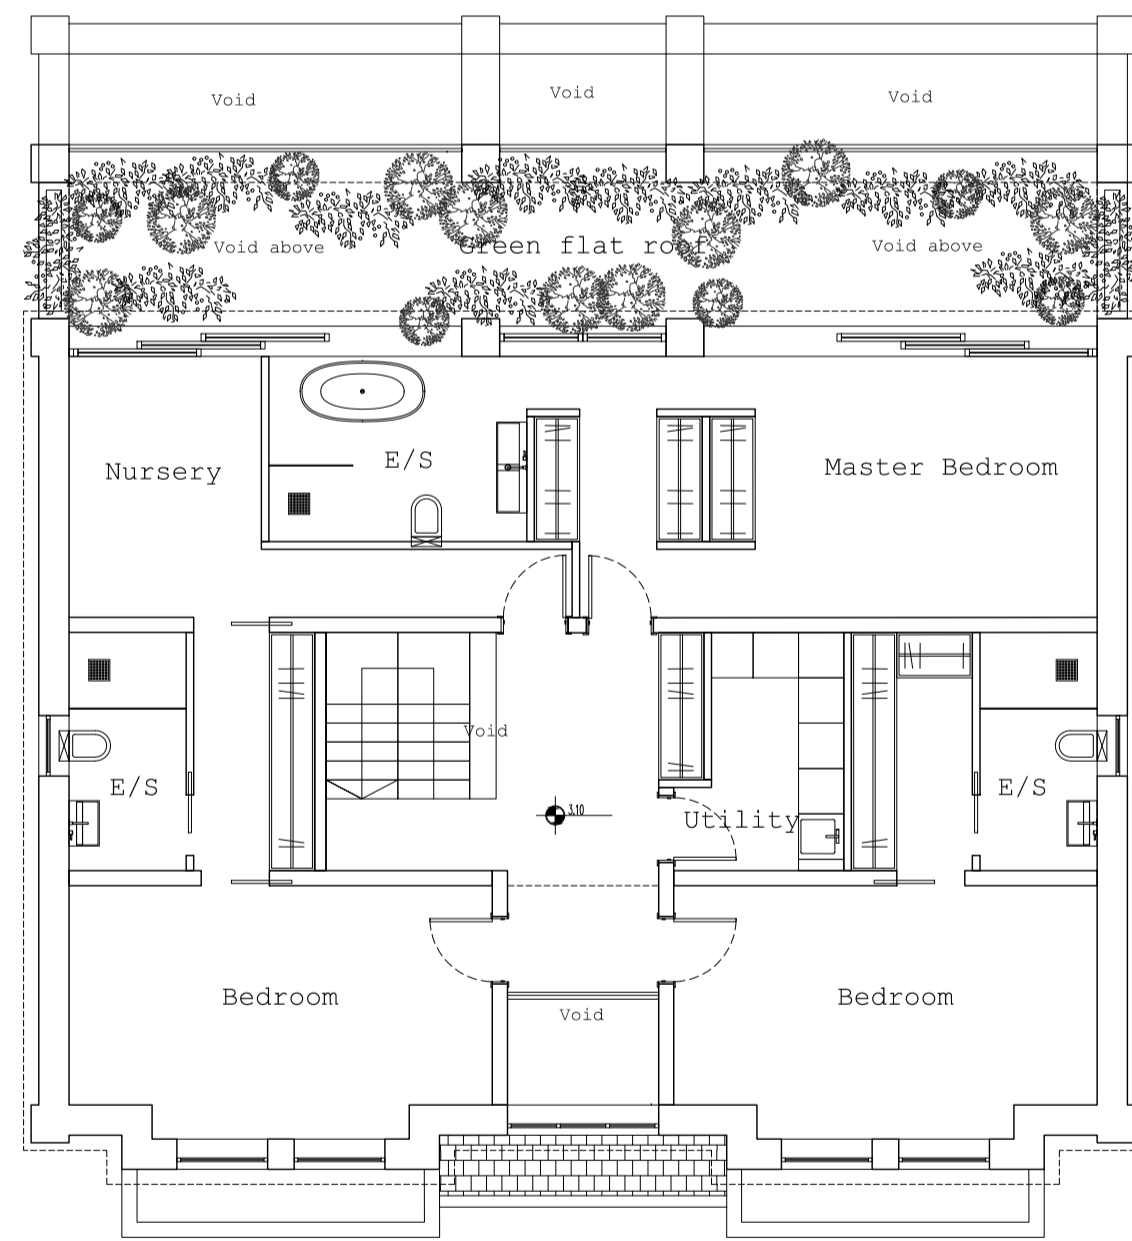 Void
Void
Void
Void above
Green flat roof
Void above
Nursery
E/S
Master Bedroom
Void
E/S
E/S
3.10
Utility
Bedroom
Bedroom
Void